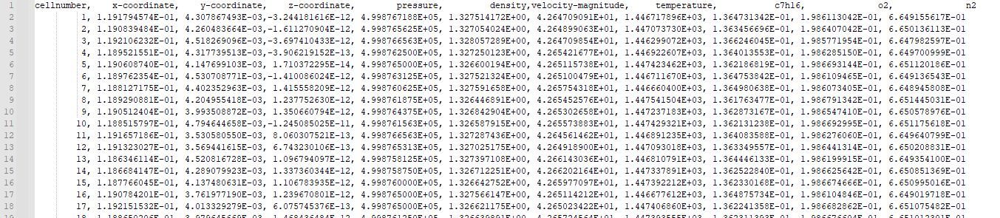 1 cellnumber, x-coordinate, y-coordinate, z-coordinate, pressure, density,velocity-magnitude, temperature, c7h16, o2, n2
2 1, 1.191794574E-01, 4.307867493E-03,-3.244181616E-12, 4.998767188E+05, 1.327514172E+00, 4.264709091E+01, 1.446717896E+03, 1.364731342E-01, 1.986113042E-01, 6.649155617E-01
3 2, 1.190839484E-01, 4.260483664E-03,-1.611270904E-12, 4.998765625E+05, 1.327054024E+00, 4.264899063E+01, 1.447073730E+03, 1.363456696E-01, 1.986407042E-01, 6.650136113E-01
4 3, 1.192106232E-01, 4.518269096E-03,-3.697410433E-12, 4.998766563E+05, 1.328057289E+00, 4.264709854E+01, 1.446299072E+03, 1.366246045E-01, 1.985771954E-01, 6.647982597E-01
5 4, 1.189521551E-01, 4.317739513E-03,-3.906219152E-13, 4.998762500E+05, 1.327250123E+00, 4.265421677E+01, 1.446922607E+03, 1.364013553E-01, 1.986285150E-01, 6.649700999E-01
6 5, 1.190608740E-01, 4.147699103E-03, 1.710372295E-14, 4.998765000E+05, 1.326600194E+00, 4.265115738E+01, 1.447423462E+03, 1.362186819E-01, 1.986693144E-01, 6.651120186E-01
7 6, 1.189762354E-01, 4.530708771E-03,-1.410086024E-12, 4.998763125E+05, 1.327521324E+00, 4.265100479E+01, 1.446711670E+03, 1.364753842E-01, 1.986109465E-01, 6.649136543E-01
8 7, 1.188127175E-01, 4.402352963E-03, 1.415558209E-12, 4.998760625E+05, 1.327591658E+00, 4.265754318E+01, 1.446660400E+03, 1.364980638E-01, 1.986073405E-01, 6.648945808E-01
9 8, 1.189290881E-01, 4.204955418E-03, 1.237752630E-12, 4.998761875E+05, 1.326446891E+00, 4.265452576E+01, 1.447541504E+03, 1.361763477E-01, 1.986791342E-01, 6.651445031E-01
10 9, 1.190512404E-01, 3.993508872E-03, 1.350660794E-12, 4.998764375E+05, 1.326842904E+00, 4.265302658E+01, 1.447237183E+03, 1.362873167E-01, 1.986547410E-01, 6.650578976E-01
11 10, 1.188515797E-01, 4.794644658E-03,-1.245085025E-11, 4.998761563E+05, 1.326587915E+00, 4.265573883E+01, 1.447429321E+03, 1.362131238E-01, 1.986692995E-01, 6.651175618E-01
12 11, 1.191657186E-01, 3.530580550E-03, 8.060307521E-13, 4.998766563E+05, 1.327287436E+00, 4.264561462E+01, 1.446891235E+03, 1.364083588E-01, 1.986276060E-01, 6.649640799E-01
13 12, 1.191323027E-01, 3.569441615E-03, 6.743230106E-13, 4.998765313E+05, 1.327025175E+00, 4.264918900E+01, 1.447093018E+03, 1.363349557E-01, 1.986441314E-01, 6.650208831E-01
14 13, 1.186346114E-01, 4.520816728E-03, 1.096794097E-12, 4.998758125E+05, 1.327397108E+00, 4.266143036E+01, 1.446810791E+03, 1.364446133E-01, 1.986199915E-01, 6.649354100E-01
15 14, 1.186684147E-01, 4.289079923E-03, 1.337360344E-12, 4.998758750E+05, 1.326712251E+00, 4.266202164E+01, 1.447337891E+03, 1.362522840E-01, 1.986625642E-01, 6.650851369E-01
16 15, 1.187766045E-01, 4.137480631E-03, 1.106783935E-12, 4.998760000E+05, 1.326642752E+00, 4.265977097E+01, 1.447392212E+03, 1.362330168E-01, 1.986674666E-01, 6.650995016E-01
17 16, 1.190784201E-01, 3.761977190E-03, 1.239670801E-12, 4.998765000E+05, 1.327566147E+00, 4.265114212E+01, 1.446677612E+03, 1.364875734E-01, 1.986104846E-01, 6.649019718E-01
18 17, 1.192151532E-01, 4.013329279E-03, 6.075745376E-13, 4.998765000E+05, 1.326621175E+00, 4.265023422E+01, 1.447406860E+03, 1.362241358E-01, 1.986682862E-01, 6.651075482E-01